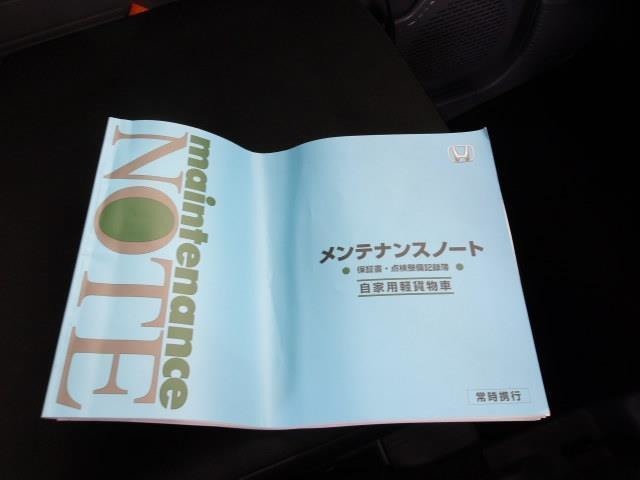 maintenance
NOTE
メンテナンスノート
● 保証書・点検整備記録簿 ●
自家用軽貨物車
常時携行